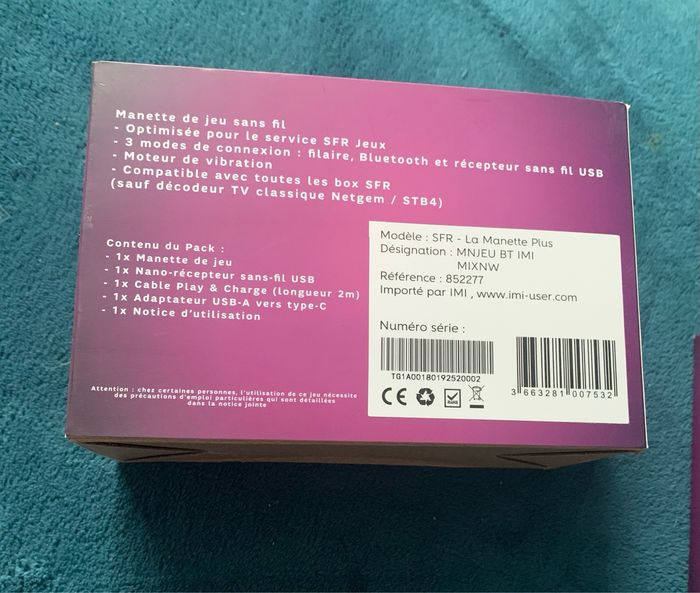 Manette de jeu sans fil
- Optimisée pour le service SFR Jeux
- 3 modes de connexion : filaire, Bluetooth et récepteur sans fil USB
- Moteur de vibration
- Compatible avec toutes les box SFR
(sauf décodeur TV classique Netgem / STB4)
Contenu du Pack :
- 1x Manette de jeu
- 1x Nano-récepteur sans-fil USB
- 1x Cable Play & Charge (longueur 2m)
- 1x Adaptateur USB-A vers type-C
- 1x Notice d'utilisation
Attention : chez certaines personnes, l'utilisation de ce jeu nécessite
des précautions d'emploi particulières qui sont détaillées
dans la notice jointe
Modèle : SFR - La Manette Plus
Désignation : MNJEU BT IMI
MIXNW
Référence : 852277
Importé par IMI , www.imi-user.com
Numéro série :
TG1A00180192520002
3 663281 007532
CE
RoHS